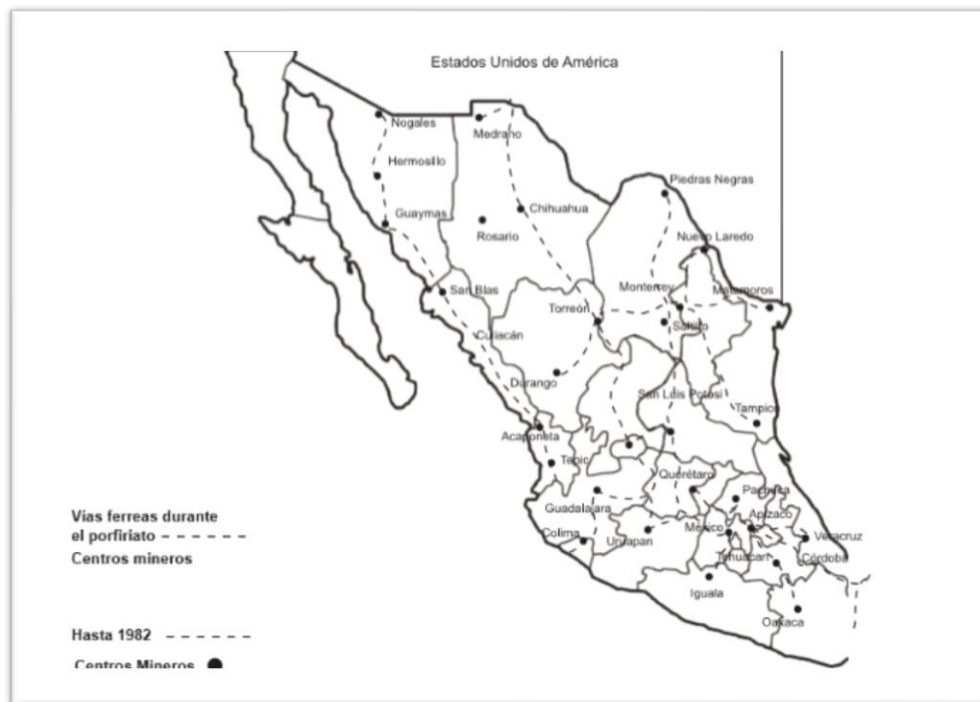 Estados Unidos de América
Nogales
Medrano
Hermosillo
Piedras Negras
Chihuahua
Guaymas
Rosario
Nuevo Laredo
San Blas
Monterrey
Matamoros
Torreón
Saltillo
Culiacán
Durango
San Luis Potosí
Tampico
Acaponeta
Tepic
Querétaro
Pachuca
Guadalajara
Apizaco
México
Colima
Uruapan
Veracruz
Tehuacan
Córdoba
Iguala
Oaxaca
Vías ferreas durante
el porfiriato - - - - - -
Centros mineros
Hasta 1982 - - - - - -
Centros Mineros